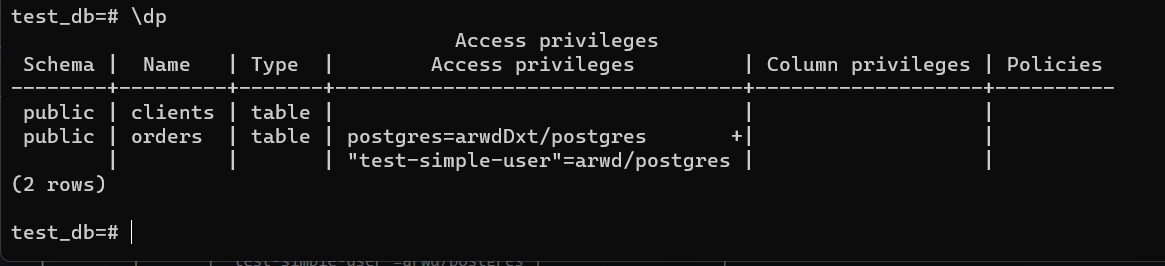 test_db=# \dp
                                     Access privileges
 Schema |  Name   | Type  |        Access privileges         | Column privileges | Policies
--------+---------+-------+----------------------------------+-------------------+----------
 public | clients | table |                                  |                   |
 public | orders  | table | postgres=arwdDxt/postgres       +|                   |
        |         |       | "test-simple-user"=arwd/postgres |                   |
(2 rows)
test_db=#